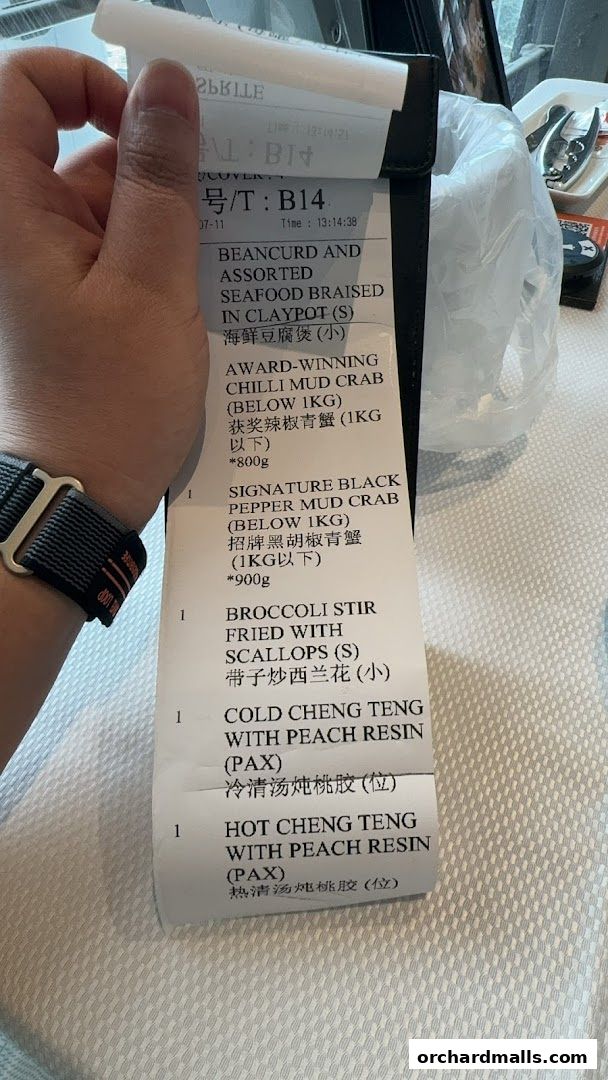 SPRITE
号/T : B14
号/T : B14
07-11 Time : 13:14:38
BEANCURD AND
ASSORTED
SEAFOOD BRAISED
IN CLAYPOT (S)
海鲜豆腐煲 (小)
AWARD-WINNING
CHILLI MUD CRAB
(BELOW 1KG)
获奖辣椒青蟹 (1KG
以下)
*800g
1 SIGNATURE BLACK
PEPPER MUD CRAB
(BELOW 1KG)
招牌黑胡椒青蟹
(1KG以下)
*900g
1 BROCCOLI STIR
FRIED WITH
SCALLOPS (S)
带子炒西兰花 (小)
1 COLD CHENG TENG
WITH PEACH RESIN
(PAX)
冷清汤炖桃胶 (位)
1 HOT CHENG TENG
WITH PEACH RESIN
(PAX)
热清汤炖桃胶 (位)
orchardmalls.com